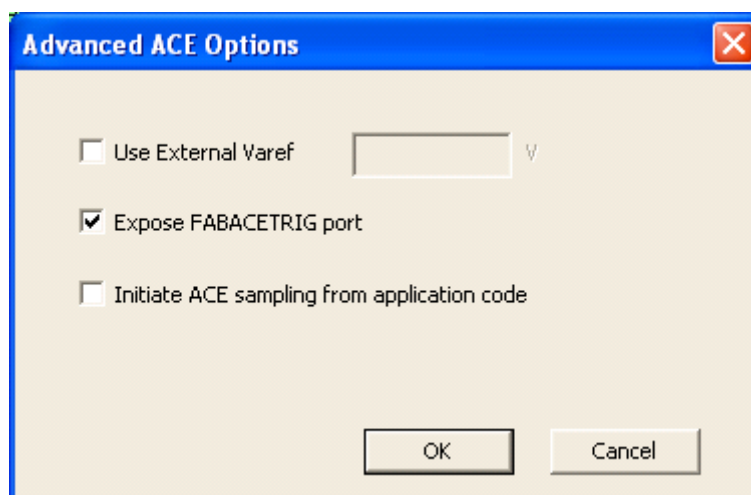 Advanced ACE Options
Use External Varef V
Expose FABACETRIG port
Initiate ACE sampling from application code
OK Cancel